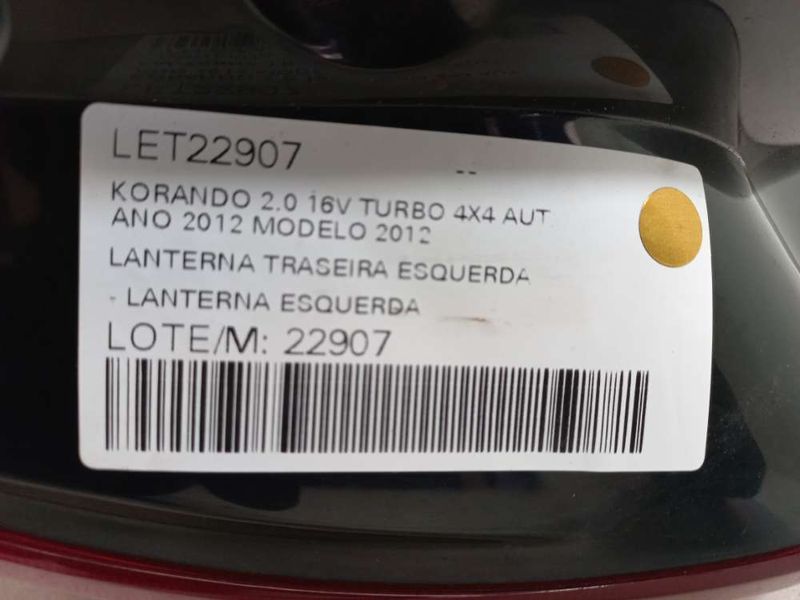 LET22907
--
KORANDO 2.0 16V TURBO 4X4 AUT
ANO 2012 MODELO 2012
LANTERNA TRASEIRA ESQUERDA
- LANTERNA ESQUERDA
LOTE/M: 22907